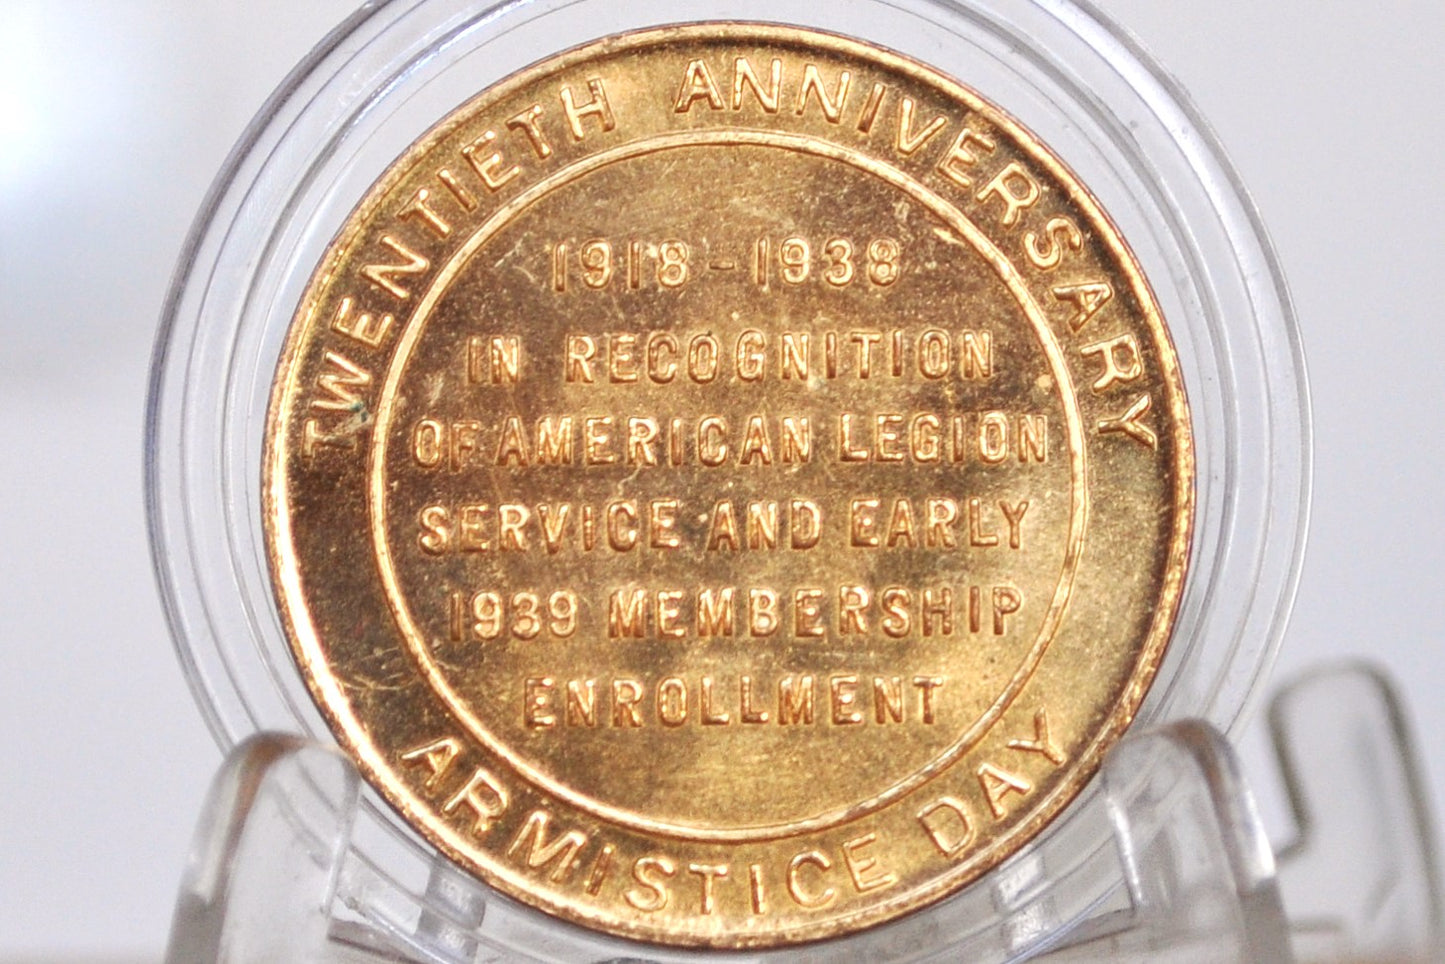 TWENTIETH ANNIVERSARY
1918 - 1938
IN RECOGNITION
OF AMERICAN LEGION
SERVICE AND EARLY
1939 MEMBERSHIP
ENROLLMENT
ARMISTICE DAY